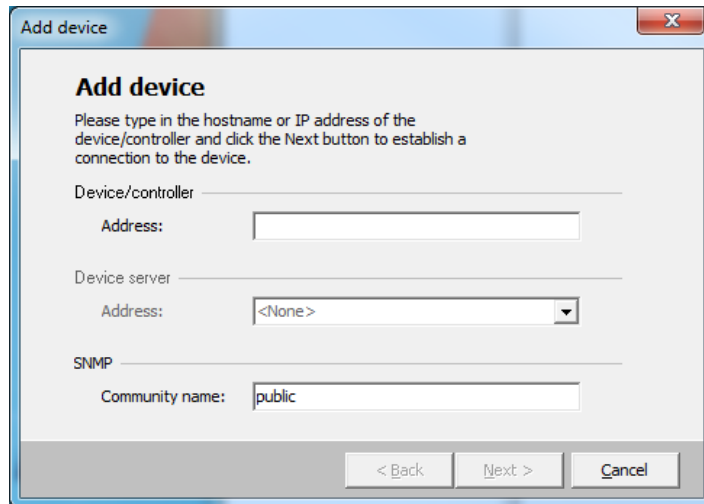 Add device
Add device
Please type in the hostname or IP address of the
device/controller and click the Next button to establish a
connection to the device.
Device/controller
Address:
Device server
Address: <None>
SNMP
Community name: public
< Back Next > Cancel